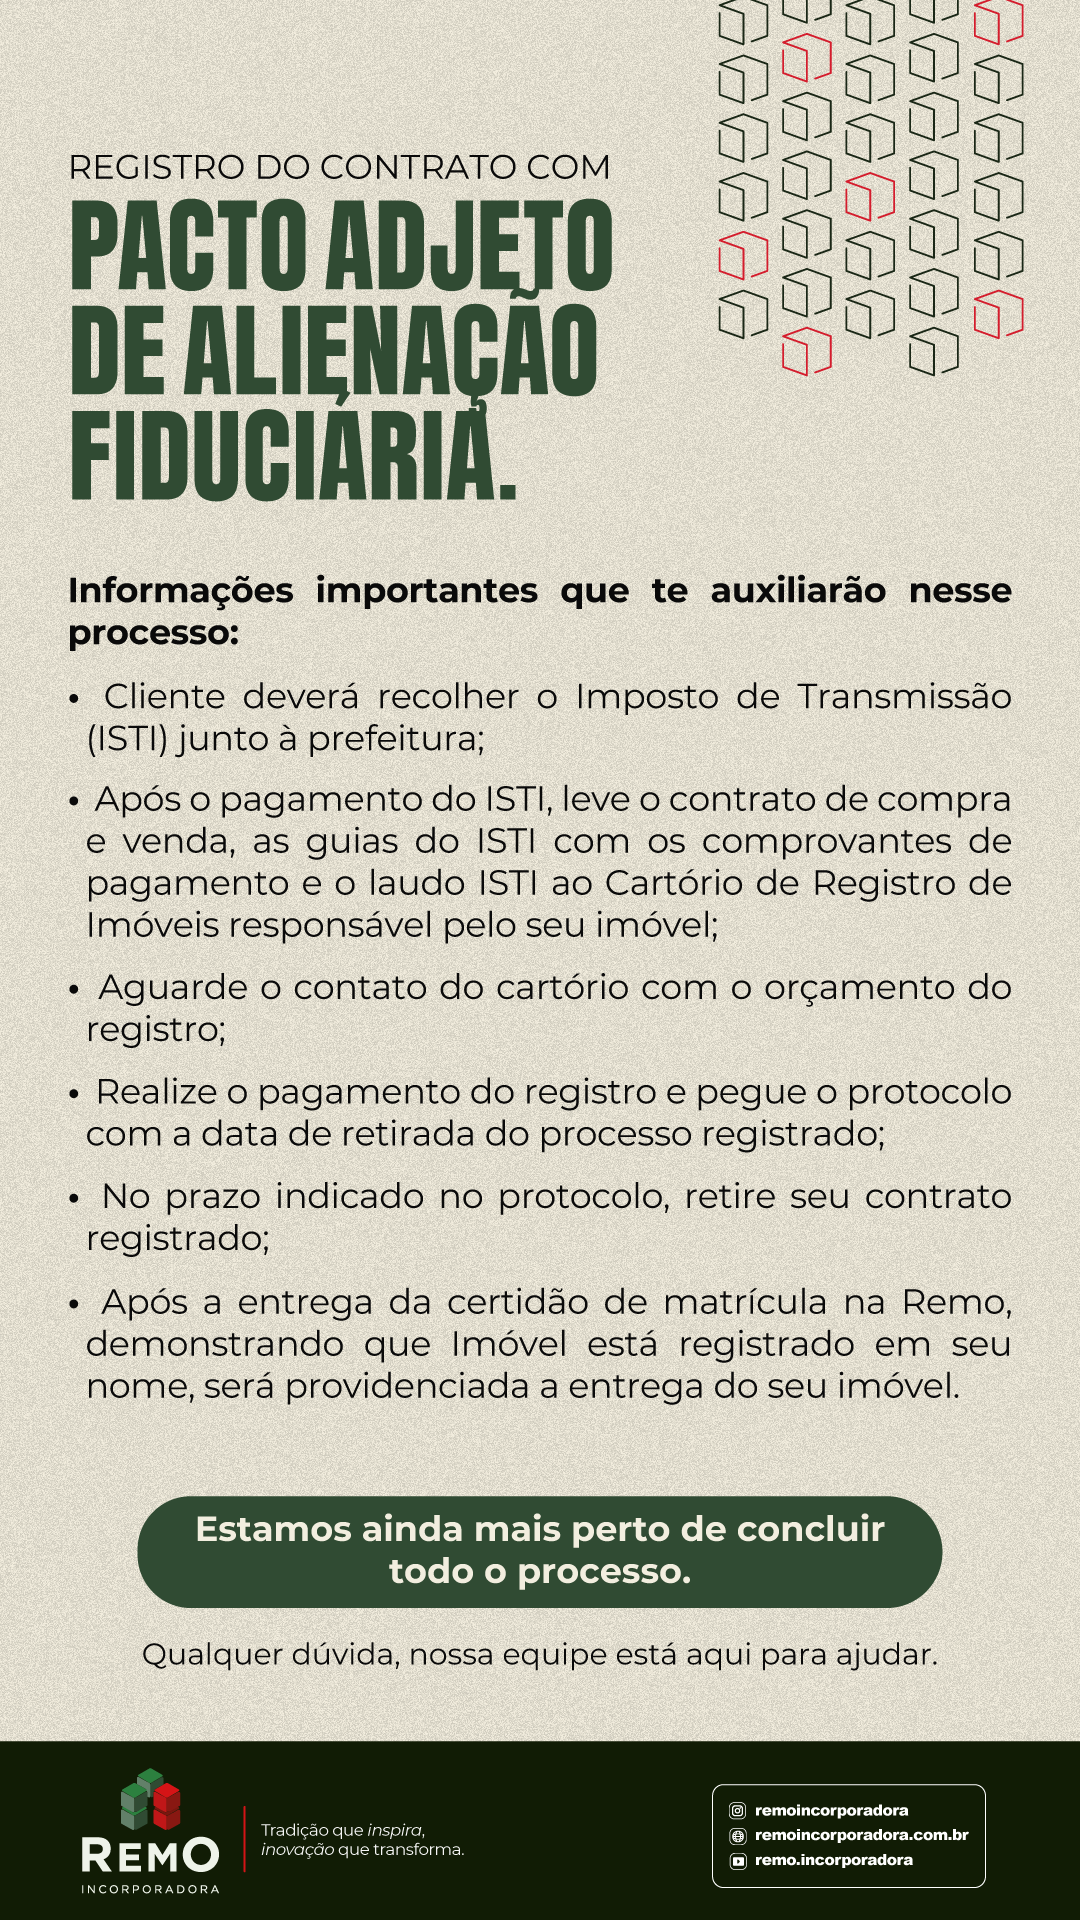 REGISTRO DO CONTRATO COM
PACTO ADJETO
DE ALIENAÇÃO
FIDUCIÁRIA.
Informações importantes que te auxiliarão nesse
processo:
• Cliente deverá recolher o Imposto de Transmissão
(ISTI) junto à prefeitura;
• Após o pagamento do ISTI, leve o contrato de compra
e venda, as guias do ISTI com os comprovantes de
pagamento e o laudo ISTI ao Cartório de Registro de
Imóveis responsável pelo seu imóvel;
• Aguarde o contato do cartório com o orçamento do
registro;
• Realize o pagamento do registro e pegue o protocolo
com a data de retirada do processo registrado;
• No prazo indicado no protocolo, retire seu contrato
registrado;
• Após a entrega da certidão de matrícula na Remo,
demonstrando que Imóvel está registrado em seu
nome, será providenciada a entrega do seu imóvel.
Estamos ainda mais perto de concluir
todo o processo.
Qualquer dúvida, nossa equipe está aqui para ajudar.
REMO
INCORPORADORA
Tradição que inspira,
inovação que transforma.
remoincorporadora
remoincorporadora.com.br
remo.incorporadora